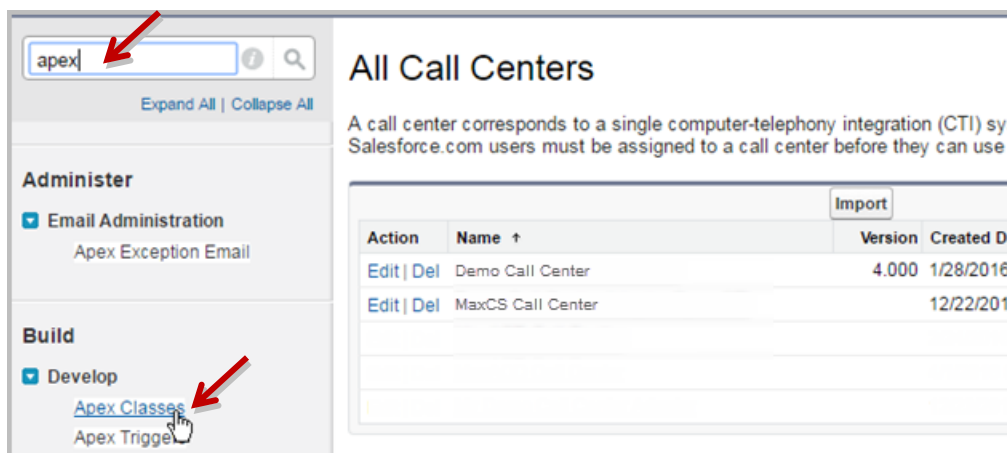 apex
Expand All | Collapse All
Administer
Email Administration
Apex Exception Email
Build
Develop
Apex Classes
Apex Trigge
All Call Centers
A call center corresponds to a single computer-telephony integration (CTI) sy
Salesforce.com users must be assigned to a call center before they can use
Import
Action Name ↑ Version Created D
Edit | Del Demo Call Center 4.000 1/28/2016
Edit | Del MaxCS Call Center 12/22/201